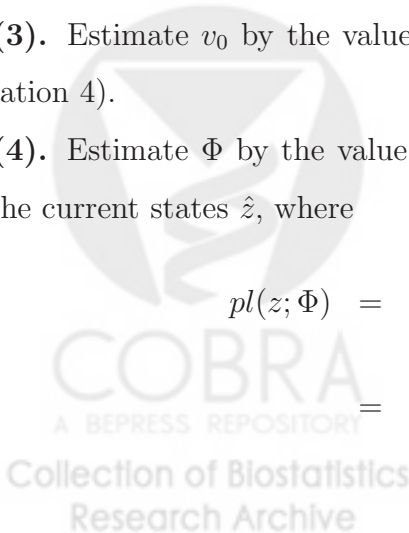 (3). Estimate v₀ by the value
ation 4).
(4). Estimate Φ by the value
he current states ẑ, where
pl(z; Φ) =
=
COBRA
A BEPRESS REPOSITORY
Collection of Biostatistics
Research Archive